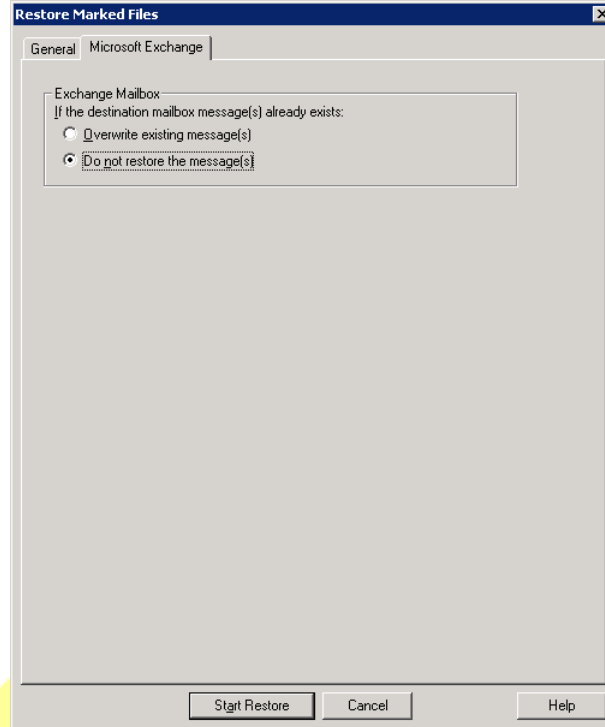 Restore Marked Files
General
Microsoft Exchange
Exchange Mailbox
If the destination mailbox message(s) already exists:
Overwrite existing message(s)
Do not restore the message(s)
Start Restore
Cancel
Help